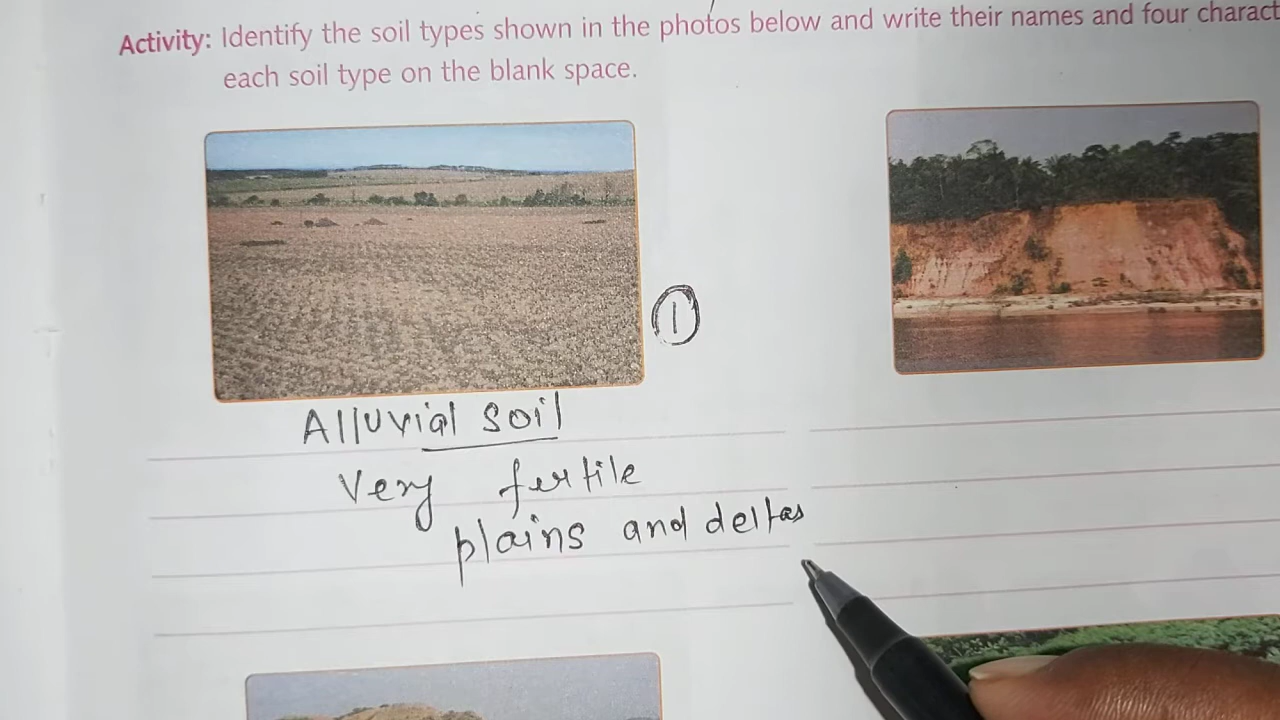 Activity: Identify the soil types shown in the photos below and write their names and four charact
each soil type on the blank space.
1
Alluvial soil
Very fertile
plains and deltas